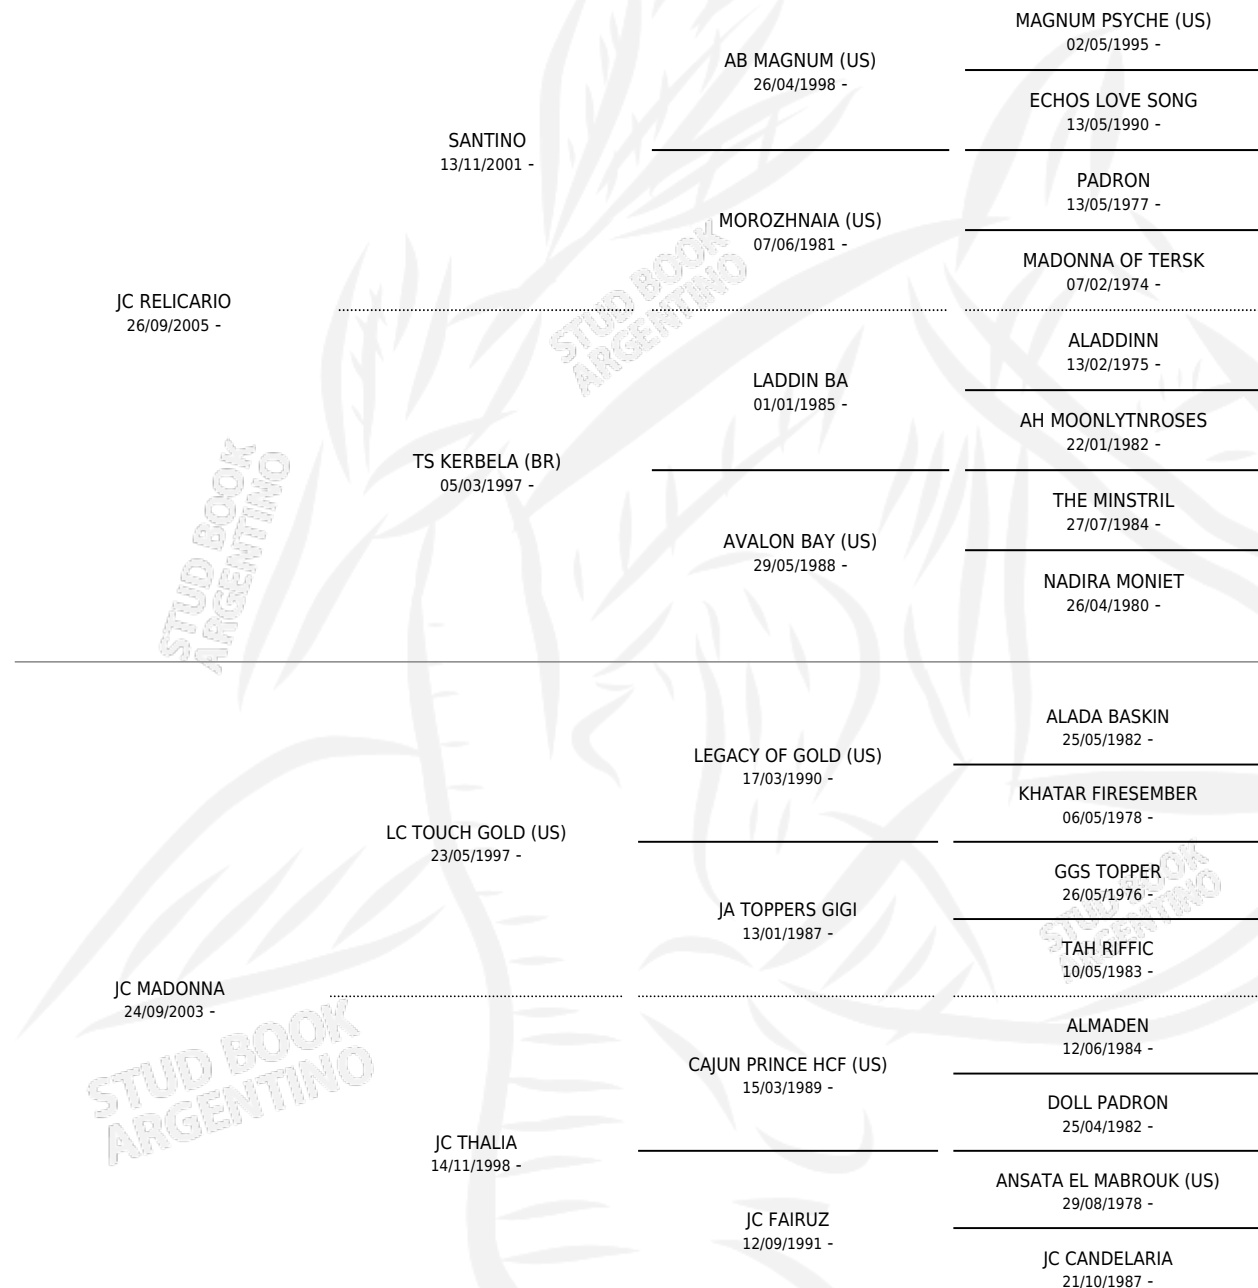 MAGNUM PSYCHE (US)
02/05/1995 -
AB MAGNUM (US)
26/04/1998 -
ECHOS LOVE SONG
13/05/1990 -
SANTINO
13/11/2001 -
PADRON
13/05/1977 -
MOROZHNAIA (US)
07/06/1981 -
MADONNA OF TERSK
07/02/1974 -
JC RELICARIO
26/09/2005 -
STUD BOOK
ARGENTINO
ALADDINN
13/02/1975 -
LADDIN BA
01/01/1985 -
AH MOONLYTNROSES
22/01/1982 -
TS KERBELA (BR)
05/03/1997 -
THE MINSTRIL
27/07/1984 -
AVALON BAY (US)
29/05/1988 -
NADIRA MONIET
26/04/1980 -
STUD BOOK
ARGENTINO
ALADA BASKIN
25/05/1982 -
LEGACY OF GOLD (US)
17/03/1990 -
KHATAR FIRESEMBER
06/05/1978 -
LC TOUCH GOLD (US)
23/05/1997 -
GGS TOPPER
26/05/1976 -
JA TOPPERS GIGI
13/01/1987 -
STUD BOOK
ARGENTINO
TAH RIFFIC
10/05/1983 -
JC MADONNA
24/09/2003 -
ALMADEN
12/06/1984 -
CAJUN PRINCE HCF (US)
15/03/1989 -
STUD BOOK
ARGENTINO
DOLL PADRON
25/04/1982 -
JC THALIA
14/11/1998 -
ANSATA EL MABROUK (US)
29/08/1978 -
JC FAIRUZ
12/09/1991 -
JC CANDELARIA
21/10/1987 -